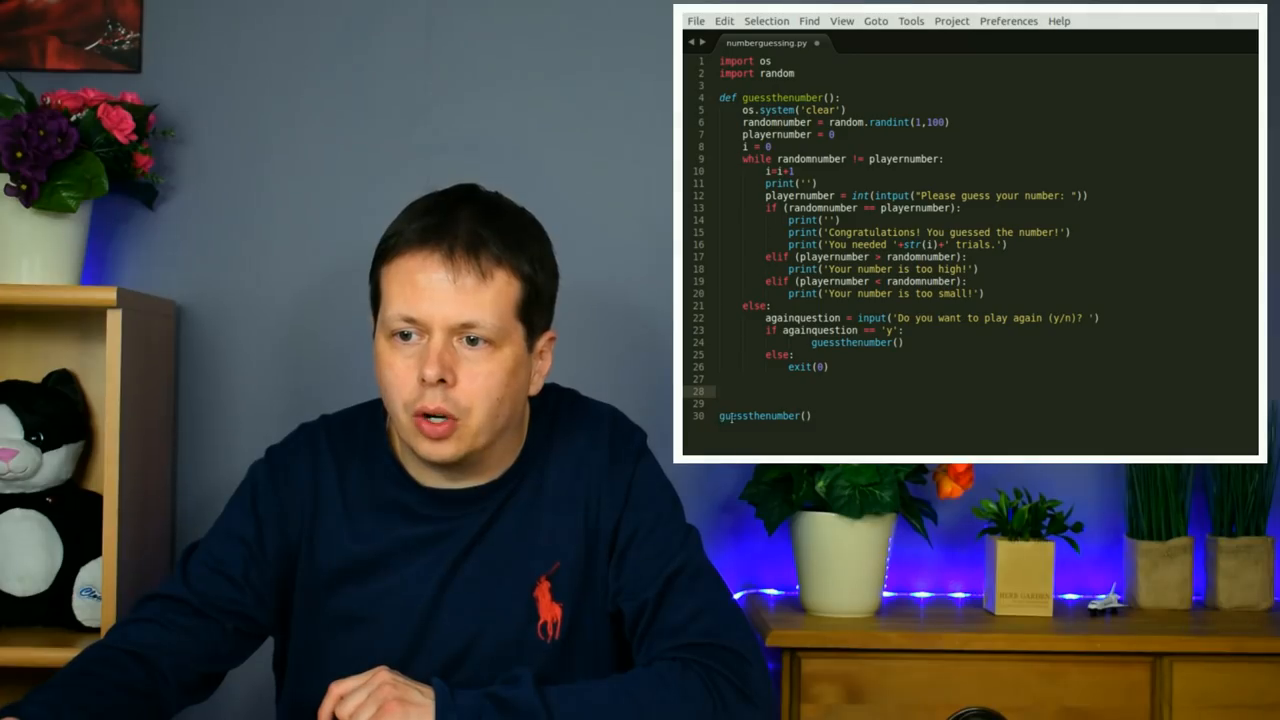 File Edit Selection Find View Goto Tools Project Preferences Help
numberguessing.py
1 import os
2 import random
3
4 def guessthenumber():
5 os.system('clear')
6 randomnumber = random.randint(1,100)
7 playernumber = 0
8 i = 0
9 while randomnumber != playernumber:
10 i=i+1
11 print('')
12 playernumber = int(intput("Please guess your number: "))
13 if (randomnumber == playernumber):
14 print('')
15 print('Congratulations! You guessed the number!')
16 print('You needed '+str(i)+' trials.')
17 elif (playernumber > randomnumber):
18 print('Your number is too high!')
19 elif (playernumber < randomnumber):
20 print('Your number is too small!')
21 else:
22 againquestion = input('Do you want to play again (y/n)? ')
23 if againquestion == 'y':
24 guessthenumber()
25 else:
26 exit(0)
27
28
29
30 guessthenumber()
HERB GARDEN